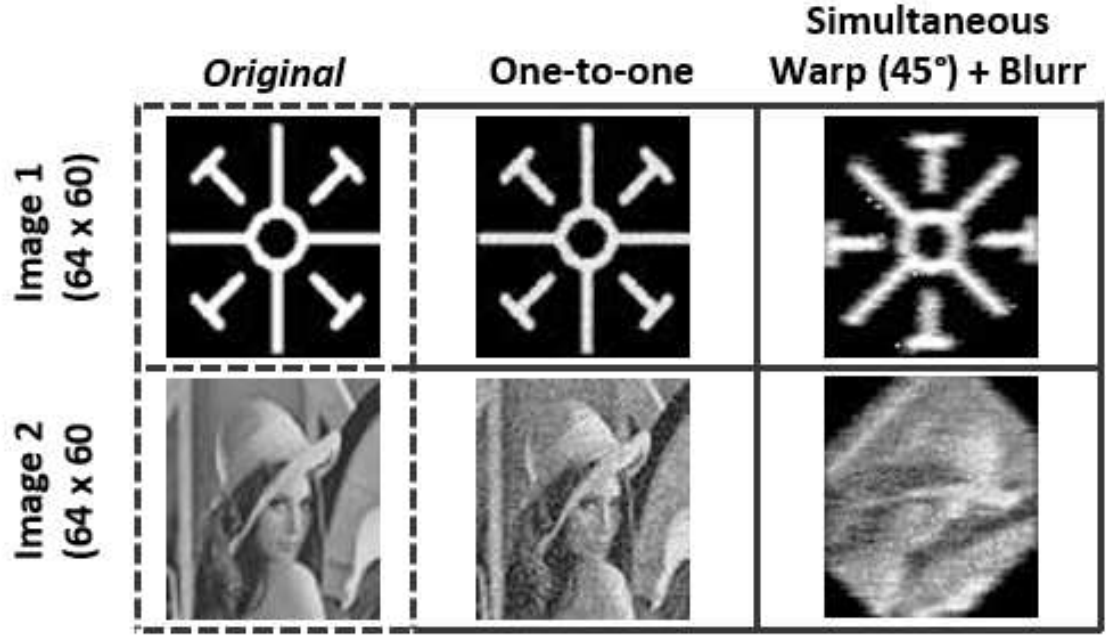 Original
One-to-one
Simultaneous
Warp (45°) + Blurr
Image 1
(64 x 60)
Image 2
(64 x 60